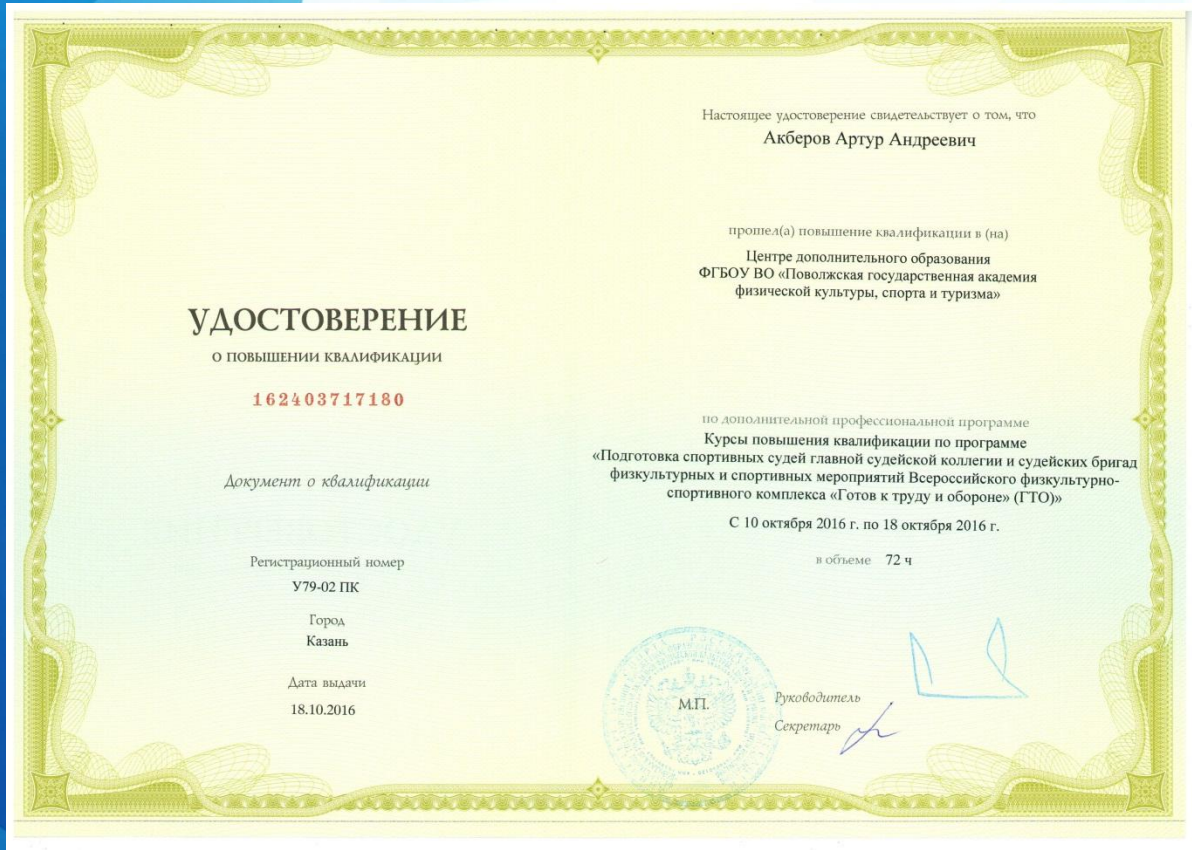 УДОСТОВЕРЕНИЕ
О ПОВЫШЕНИИ КВАЛИФИКАЦИИ
162403717180
Документ о квалификации
Регистрационный номер
У79-02 ПК
Город
Казань
Дата выдачи
18.10.2016
Настоящее удостоверение свидетельствует о том, что
Акберов Артур Андреевич
прошел(а) повышение квалификации в (на)
Центре дополнительного образования
ФГБОУ ВО «Поволжская государственная академия
физической культуры, спорта и туризма»
по дополнительной профессиональной программе
Курсы повышения квалификации по программе
«Подготовка спортивных судей главной судейской коллегии и судейских бригад
физкультурных и спортивных мероприятий Всероссийского физкультурно-
спортивного комплекса «Готов к труду и обороне» (ГТО)»
С 10 октября 2016 г. по 18 октября 2016 г.
в объеме 72 ч
М.П.
Руководитель
Секретарь